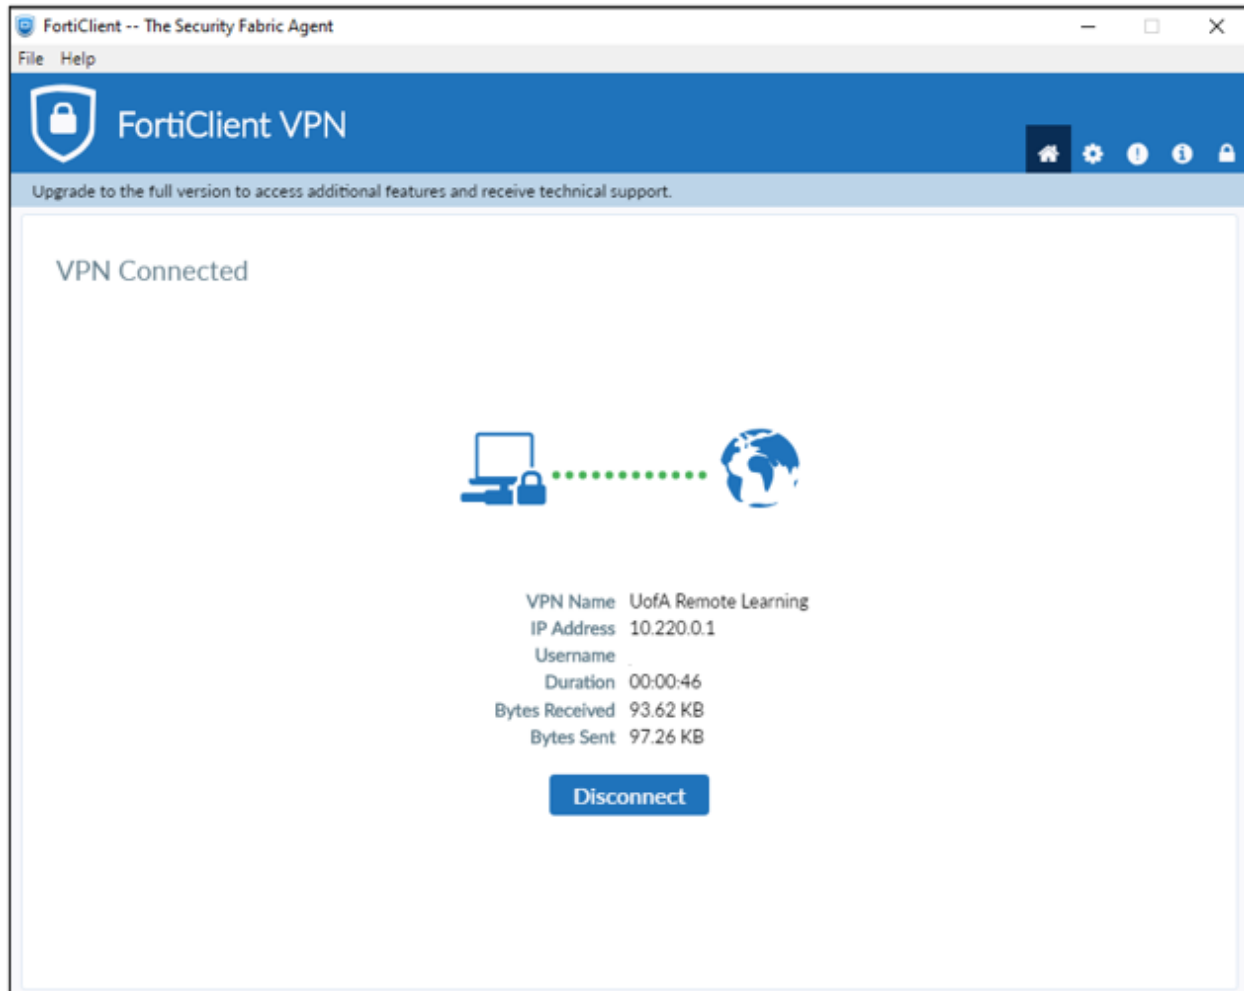 FortiClient -- The Security Fabric Agent
File Help
FortiClient VPN
Upgrade to the full version to access additional features and receive technical support.
VPN Connected
VPN Name UofA Remote Learning
IP Address 10.220.0.1
Username
Duration 00:00:46
Bytes Received 93.62 KB
Bytes Sent 97.26 KB
Disconnect